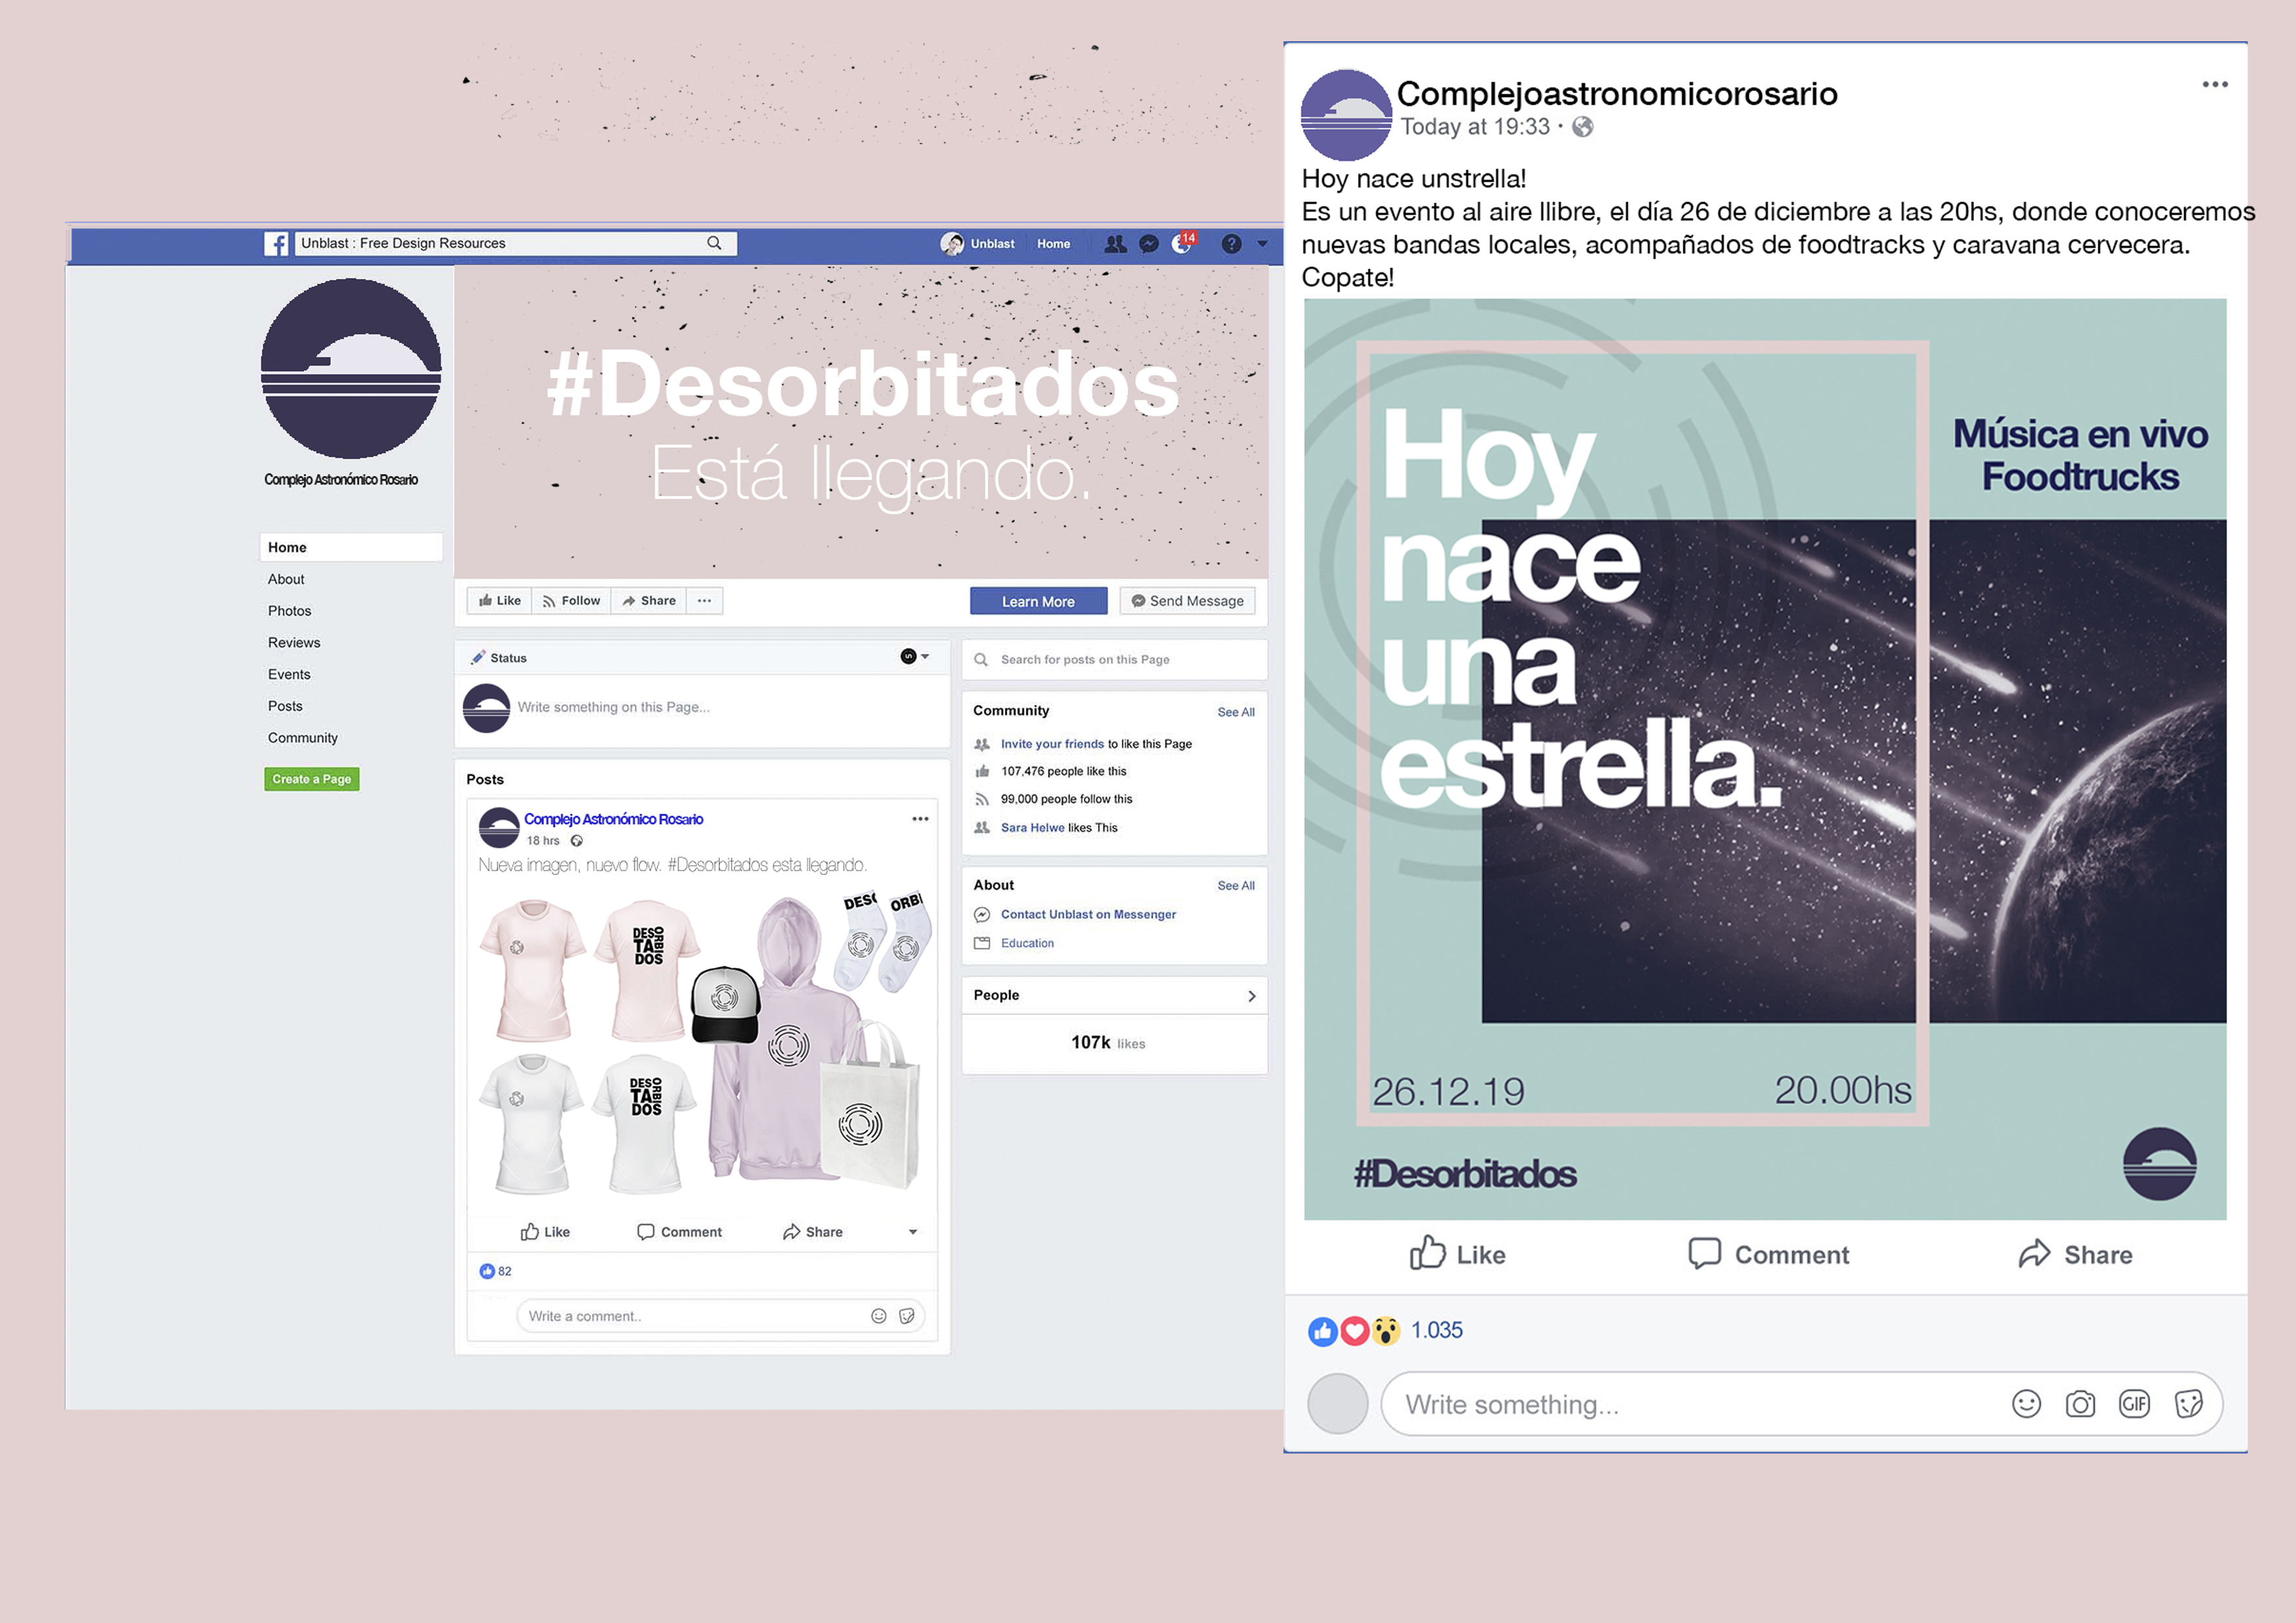 Unblast : Free Design Resources
Unblast
Home
14
#Desorbitados
Está llegando.
Complejo Astronómico Rosario
Home
About
Photos
Reviews
Events
Posts
Community
Create a Page
Like
Follow
Share
Learn More
Send Message
Status
Write something on this Page...
Posts
Complejo Astronómico Rosario
18 hrs
Nueva imagen, nuevo flow. #Desorbitados esta llegando.
DESO
TA
DOS
ORBI
DESO
TA
DOS
ORBI
DESO
ORBI
Like
Comment
Share
82
Write a comment..
Search for posts on this Page
Community
See All
Invite your friends to like this Page
107,476 people like this
99,000 people follow this
Sara Helwe likes This
About
See All
Contact Unblast on Messenger
Education
People
107k likes
Complejoastronomicorosario
Today at 19:33
Hoy nace unstrella!
Es un evento al aire llibre, el día 26 de diciembre a las 20hs, donde conoceremos
nuevas bandas locales, acompañados de foodtracks y caravana cervecera.
Copate!
Hoy
nace
una
estrella.
Música en vivo
Foodtrucks
26.12.19
20.00hs
#Desorbitados
Like
Comment
Share
1.035
Write something...
GIF